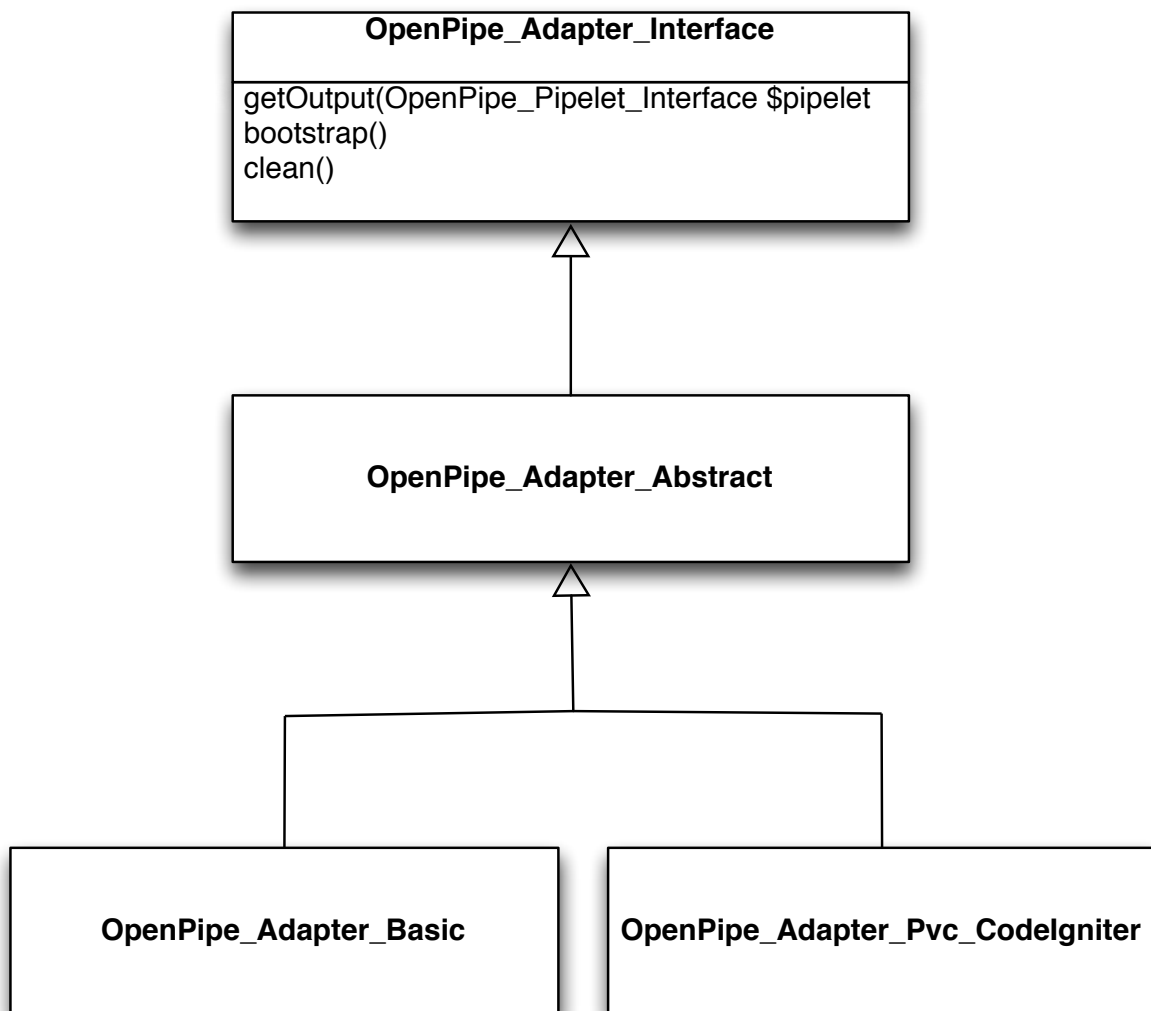 OpenPipe_Adapter_Interface
getOutput(OpenPipe_Pipelet_Interface $pipelet
bootstrap()
clean()
OpenPipe_Adapter_Abstract
OpenPipe_Adapter_Basic
OpenPipe_Adapter_Pvc_CodeIgniter